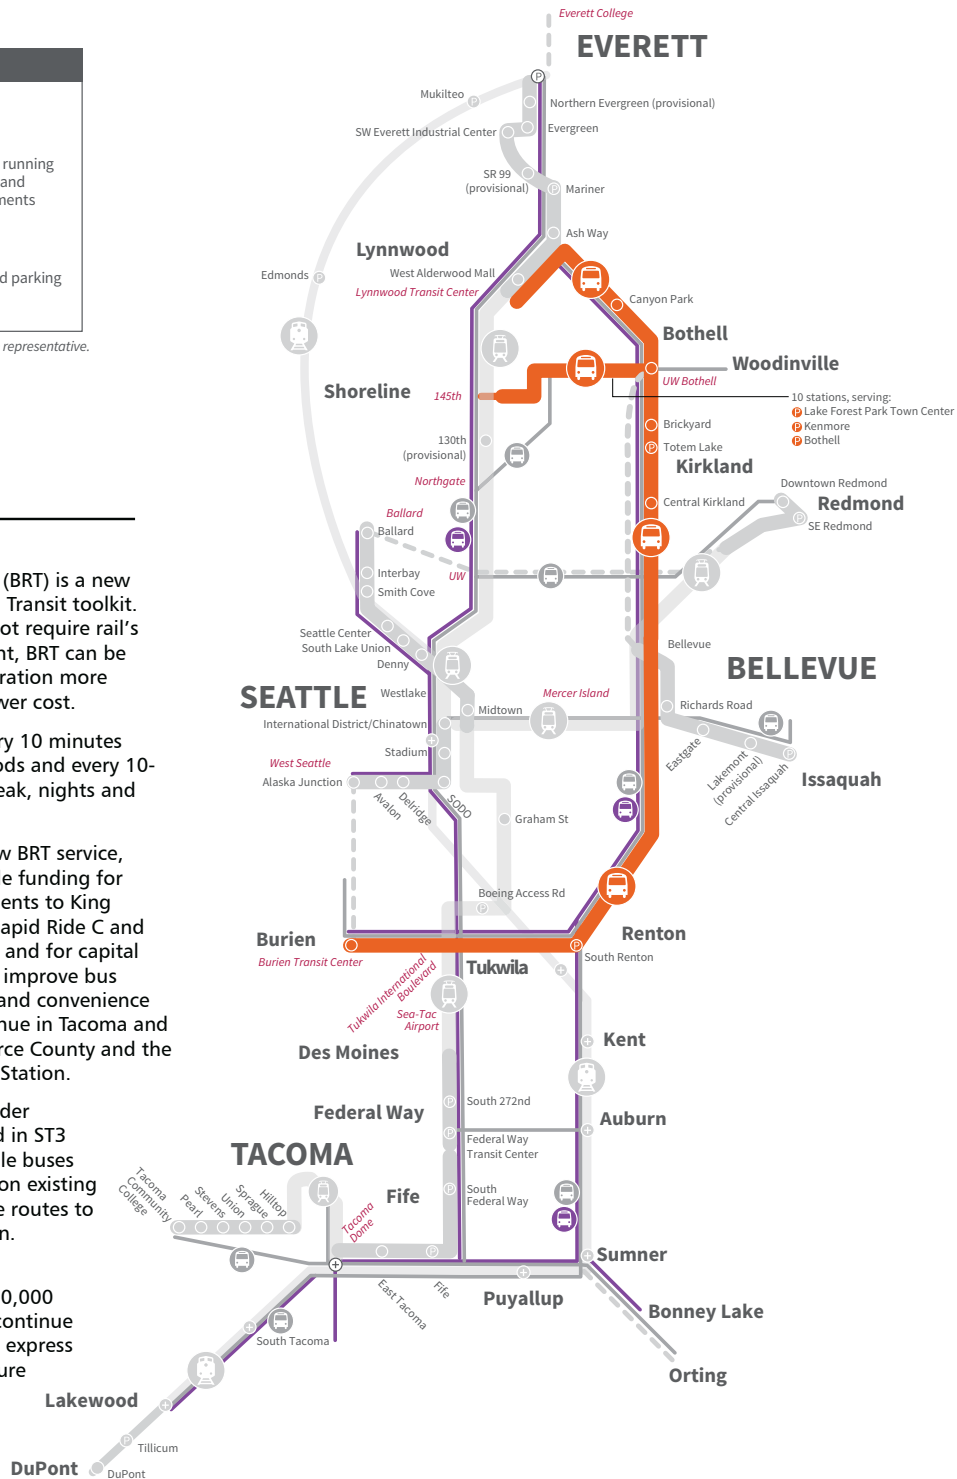 Everett College
EVERETT
Mukilteo
Northern Evergreen (provisional)
SW Everett Industrial Center
Evergreen
SR 99
(provisional)
Mariner
running
and
ments
d parking
representative.
Ash Way
Lynnwood
West Alderwood Mall
Lynnwood Transit Center
Edmonds
Canyon Park
Bothell
Woodinville
UW Bothell
Shoreline
145th
10 stations, serving:
P Lake Forest Park Town Center
P Kenmore
P Bothell
Brickyard
130th
(provisional)
Totem Lake
Kirkland
Northgate
Downtown Redmond
Redmond
SE Redmond
Central Kirkland
Ballard
Ballard
Interbay
UW
Smith Cove
(BRT) is a new
Transit toolkit.
ot require rail's
nt, BRT can be
ration more
wer cost.
Seattle Center
South Lake Union
Denny
Bellevue
BELLEVUE
SEATTLE
Westlake
Mercer Island
Midtown
Richards Road
International District/Chinatown
Stadium
Eastgate
Lakemont
(provisional)
Central Issaquah
Issaquah
ry 10 minutes
ods and every 10-
eak, nights and
West Seattle
Alaska Junction
Avalon
Delridge
SODO
Graham St
w BRT service,
le funding for
ents to King
apid Ride C and
and for capital
improve bus
and convenience
nue in Tacoma and
rce County and the
Station.
Boeing Access Rd
Burien
Burien Transit Center
Renton
South Renton
Tukwila
Tukwila International
Boulevard
Sea-Tac
Airport
Des Moines
Kent
South 272nd
Federal Way
Auburn
Federal Way
Transit Center
der
d in ST3
le buses
on existing
e routes to
n.
TACOMA
Tacoma
Community
College
Pearl
Stevens
Union
Sprague
Hilltop
Fife
South
Federal Way
Tacoma
Dome
Sumner
East Tacoma
Fife
Puyallup
Bonney Lake
0,000
continue
express
ure
South Tacoma
Orting
Lakewood
Tillicum
DuPont
DuPont